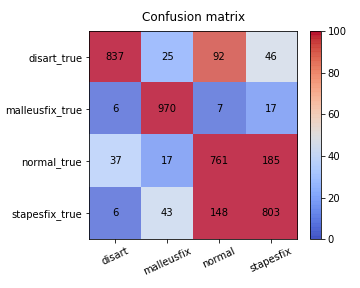 Confusion matrix
disart_true 837 25 92 46
malleusfix_true 6 970 7 17
normal_true 37 17 761 185
stapesfix_true 6 43 148 803
disart malleusfix normal stapesfix
100
80
60
40
20
0